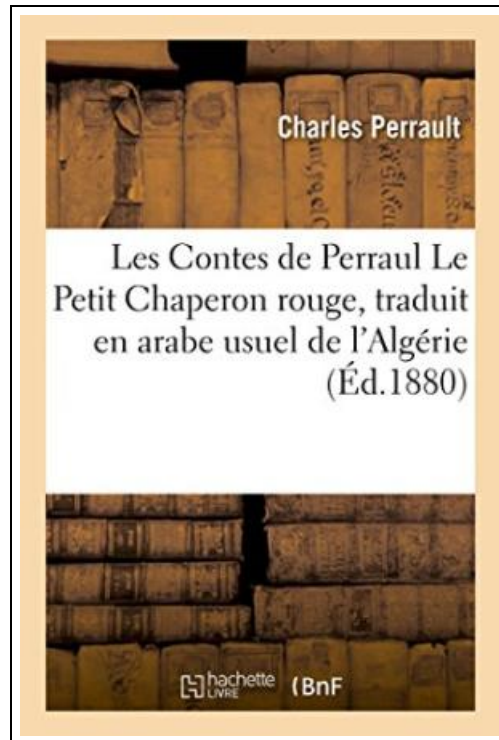 Charles Perrault
Les Contes de Perraul Le
Petit Chaperon rouge, traduit
en arabe usuel de l'Algérie
(Éd.1880)
hachette
LIVRE
(BnF